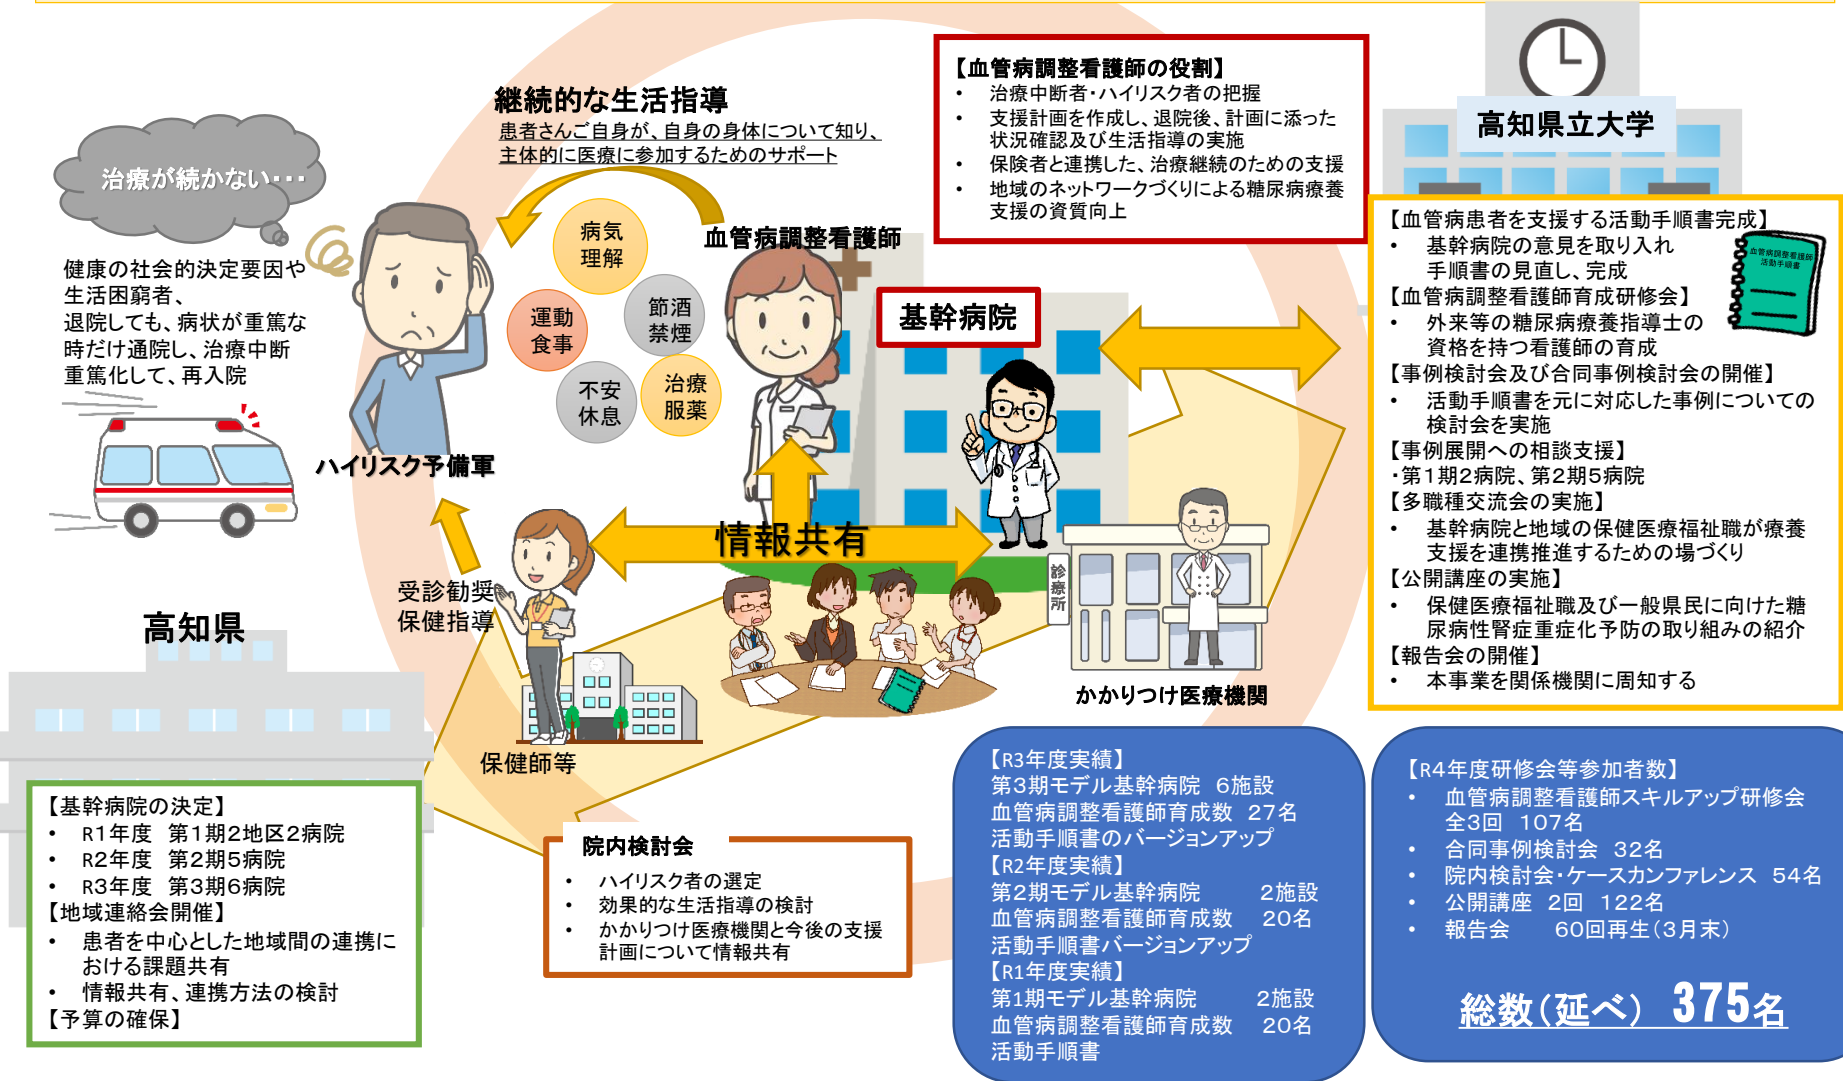 継続的な生活指導
患者さんご自身が、自身の身体について知り、
主体的に医療に参加するためのサポート
治療が続かない・・・
健康の社会的決定要因や
生活困窮者、
退院しても、病状が重篤な
時だけ通院し、治療中断
重篤化して、再入院
ハイリスク予備軍
病気
理解
運動
食事
節酒
禁煙
不安
休息
治療
服薬
血管病調整看護師
基幹病院
【血管病調整看護師の役割】
• 治療中断者・ハイリスク者の把握
• 支援計画を作成し、退院後、計画に添った
状況確認及び生活指導の実施
• 保険者と連携した、治療継続のための支援
• 地域のネットワークづくりによる糖尿病療養
支援の資質向上
高知県立大学
【血管病患者を支援する活動手順書完成】
• 基幹病院の意見を取り入れ
手順書の見直し、完成
【血管病調整看護師育成研修会】
• 外来等の糖尿病療養指導士の
資格を持つ看護師の育成
【事例検討会及び合同事例検討会の開催】
• 活動手順書を元に対応した事例についての
検討会を実施
【事例展開への相談支援】
・第1期2病院、第2期5病院
【多職種交流会の実施】
• 基幹病院と地域の保健医療福祉職が療養
支援を連携推進するための場づくり
【公開講座の実施】
• 保健医療福祉職及び一般県民に向けた糖
尿病性腎症重症化予防の取り組みの紹介
【報告会の開催】
• 本事業を関係機関に周知する
血管病調整看護師
活動手順書
情報共有
受診勧奨
保健指導
保健師等
診療所
かかりつけ医療機関
高知県
【基幹病院の決定】
• R1年度 第1期2地区2病院
• R2年度 第2期5病院
• R3年度 第3期6病院
【地域連絡会開催】
• 患者を中心とした地域間の連携に
おける課題共有
• 情報共有、連携方法の検討
【予算の確保】
院内検討会
• ハイリスク者の選定
• 効果的な生活指導の検討
• かかりつけ医療機関と今後の支援
計画について情報共有
【R3年度実績】
第3期モデル基幹病院 6施設
血管病調整看護師育成数 27名
活動手順書のバージョンアップ
【R2年度実績】
第2期モデル基幹病院 2施設
血管病調整看護師育成数 20名
活動手順書バージョンアップ
【R1年度実績】
第1期モデル基幹病院 2施設
血管病調整看護師育成数 20名
活動手順書
【R4年度研修会等参加者数】
• 血管病調整看護師スキルアップ研修会
全3回 107名
• 合同事例検討会 32名
• 院内検討会・ケースカンファレンス 54名
• 公開講座 2回 122名
• 報告会 60回再生(3月末)
総数(延べ) 375名